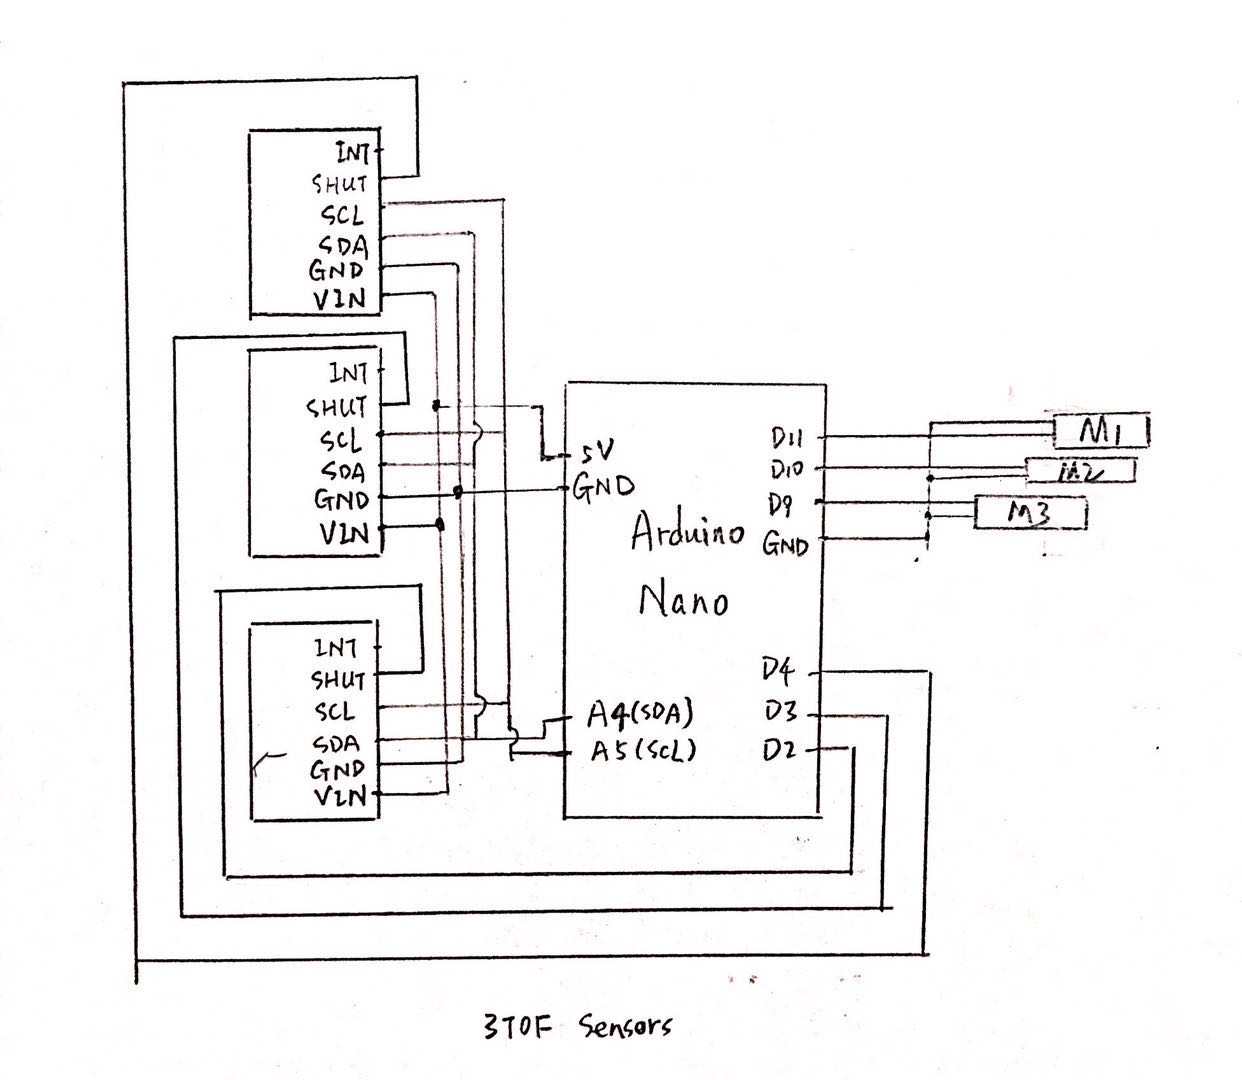 INT
SHUT
SCL
SDA
GND
VIN
INT
SHUT
SCL
SDA
GND
VIN
INT
SHUT
SCL
SDA
GND
VIN
5V
GND
Arduino
Nano
A4(SDA)
A5(SCL)
D11
D10
D9
GND
D4
D3
D2
M1
M2
M3
3TOF Sensors